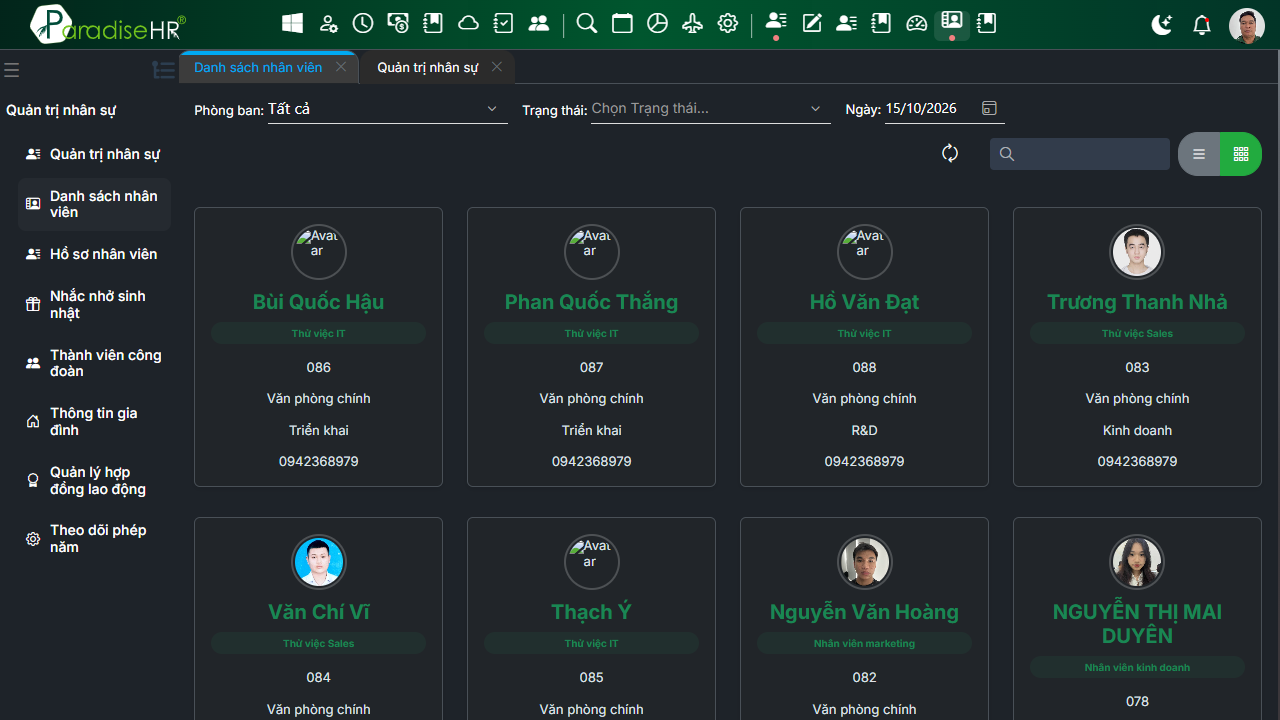 ParadiseHR®
Danh sách nhân viên
Quản trị nhân sự
Quản trị nhân sự
Quản trị nhân sự
Danh sách nhân
viên
Hồ sơ nhân viên
Nhắc nhở sinh
nhật
Thành viên công
đoàn
Thông tin gia
đình
Quản lý hợp
đồng lao động
Theo dõi phép
năm
Phòng ban: Tất cả
Trạng thái: Chọn Trạng thái...
Ngày: 15/10/2026
Avatar
Bùi Quốc Hậu
Thử việc IT
086
Văn phòng chính
Triển khai
0942368979
Avatar
Phan Quốc Thắng
Thử việc IT
087
Văn phòng chính
Triển khai
0942368979
Avatar
Hồ Văn Đạt
Thử việc IT
088
Văn phòng chính
R&D
0942368979
Trương Thanh Nhả
Thử việc Sales
083
Văn phòng chính
Kinh doanh
0942368979
Văn Chí Vĩ
Thử việc Sales
084
Văn phòng chính
Avatar
Thạch Ý
Thử việc IT
085
Văn phòng chính
Nguyễn Văn Hoàng
Nhân viên marketing
082
Văn phòng chính
NGUYỄN THỊ MAI
DUYÊN
Nhân viên kinh doanh
078